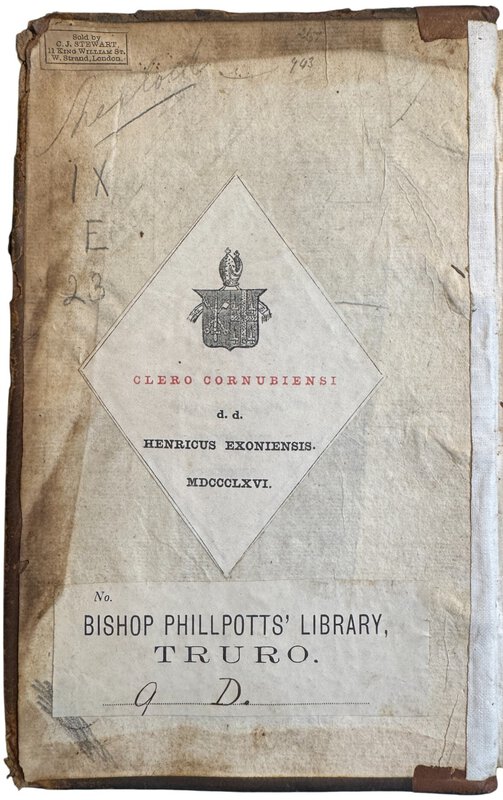 Sold by
C. J. STEWART
11 KING WILLIAM ST.
W. Strand, London.
143
IX
E
23
CLERO CORNUBIENSI
d. d.
HENRICUS EXONIENSIS.
MDCCCLXVI.
No.
BISHOP PHILLPOTTS' LIBRARY,
TRURO.
9 D.